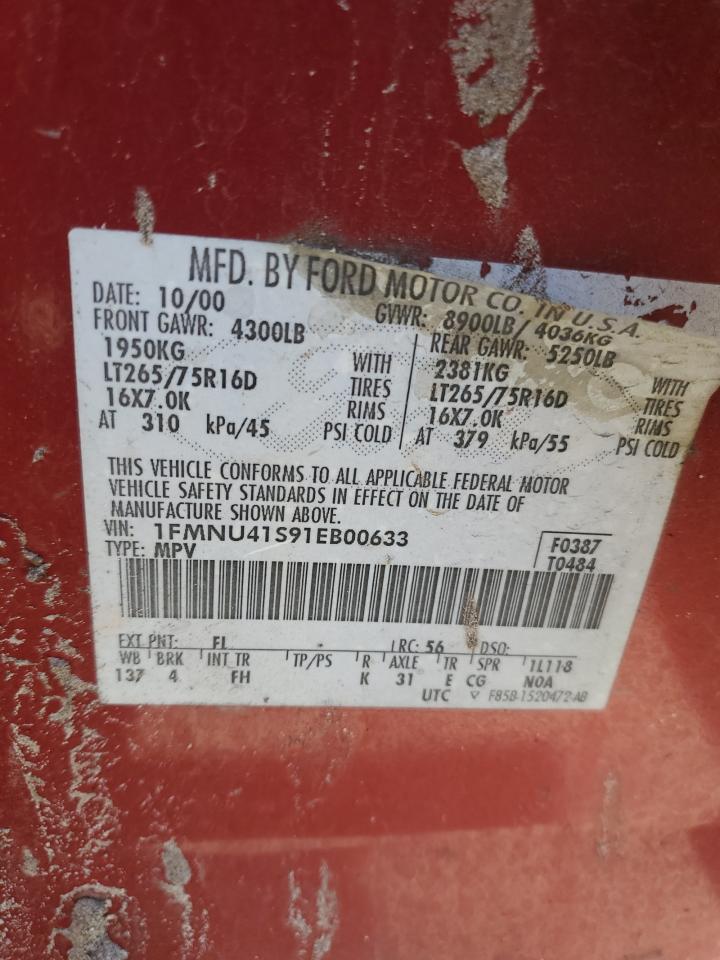 MFD. BY FORD MOTOR CO. IN U.S.A.
DATE: 10/00 GVWR: 8900LB/ 4036KG
FRONT GAWR: 4300LB REAR GAWR: 5250LB
1950KG WITH 2381KG WITH
LT265/75R16D TIRES LT265/75R16D TIRES
16X7.0K RIMS 16X7.0K RIMS
AT 310 kPa/45 PSI COLD AT 379 kPa/55 PSI COLD
THIS VEHICLE CONFORMS TO ALL APPLICABLE FEDERAL MOTOR
VEHICLE SAFETY STANDARDS IN EFFECT ON THE DATE OF
MANUFACTURE SHOWN ABOVE.
VIN: 1FMNU41S91EB00633 F0387
TYPE: MPV T0484
EXT PNT: FL LRC: 56 DSO:
WB BRK INT TR TP/PS R AXLE TR SPR 1L118
137 4 FH K 31 E CG NOA
UTC F85B-1520472-AB